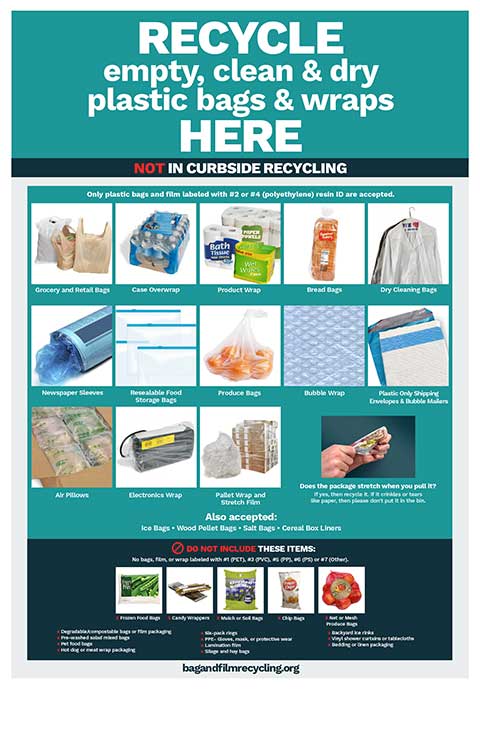 RECYCLE
empty, clean & dry
plastic bags & wraps
HERE
NOT IN CURBSIDE RECYCLING
Only plastic bags and film labeled with #2 or #4 (polyethylene) resin ID are accepted.
Bath
Tissue
PAPER
TOWELS
Wet
Wipes
Grocery and Retail Bags
Case Overwrap
Product Wrap
Bread Bags
Dry Cleaning Bags
Newspaper Sleeves
Resealable Food
Storage Bags
Produce Bags
Bubble Wrap
Plastic Only Shipping
Envelopes & Bubble Mailers
Air Pillows
Electronics Wrap
Pallet Wrap and
Stretch Film
Does the package stretch when you pull it?
If yes, then recycle it. If it crinkles or tears
like paper, then please don't put it in the bin.
Also accepted:
Ice Bags • Wood Pellet Bags • Salt Bags • Cereal Box Liners
DO NOT INCLUDE THESE ITEMS:
No bags, film, or wrap labeled with #1 (PET), #3 (PVC), #5 (PP), #6 (PS) or #7 (Other).
x Frozen Food Bags
x Candy Wrappers
x Mulch or Soil Bags
x Chip Bags
x Net or Mesh
Produce Bags
x Degradable/compostable bags or film packaging
x Pre-washed salad mixed bags
x Pet food bags
x Hot dog or meat wrap packaging
x Six-pack rings
x PPE- Gloves, mask, or protective wear
x Lamination film
x Silage and hay bags
x Backyard ice rinks
x Vinyl shower curtains or tablecloths
x Bedding or linen packaging
bagandfilmrecycling.org